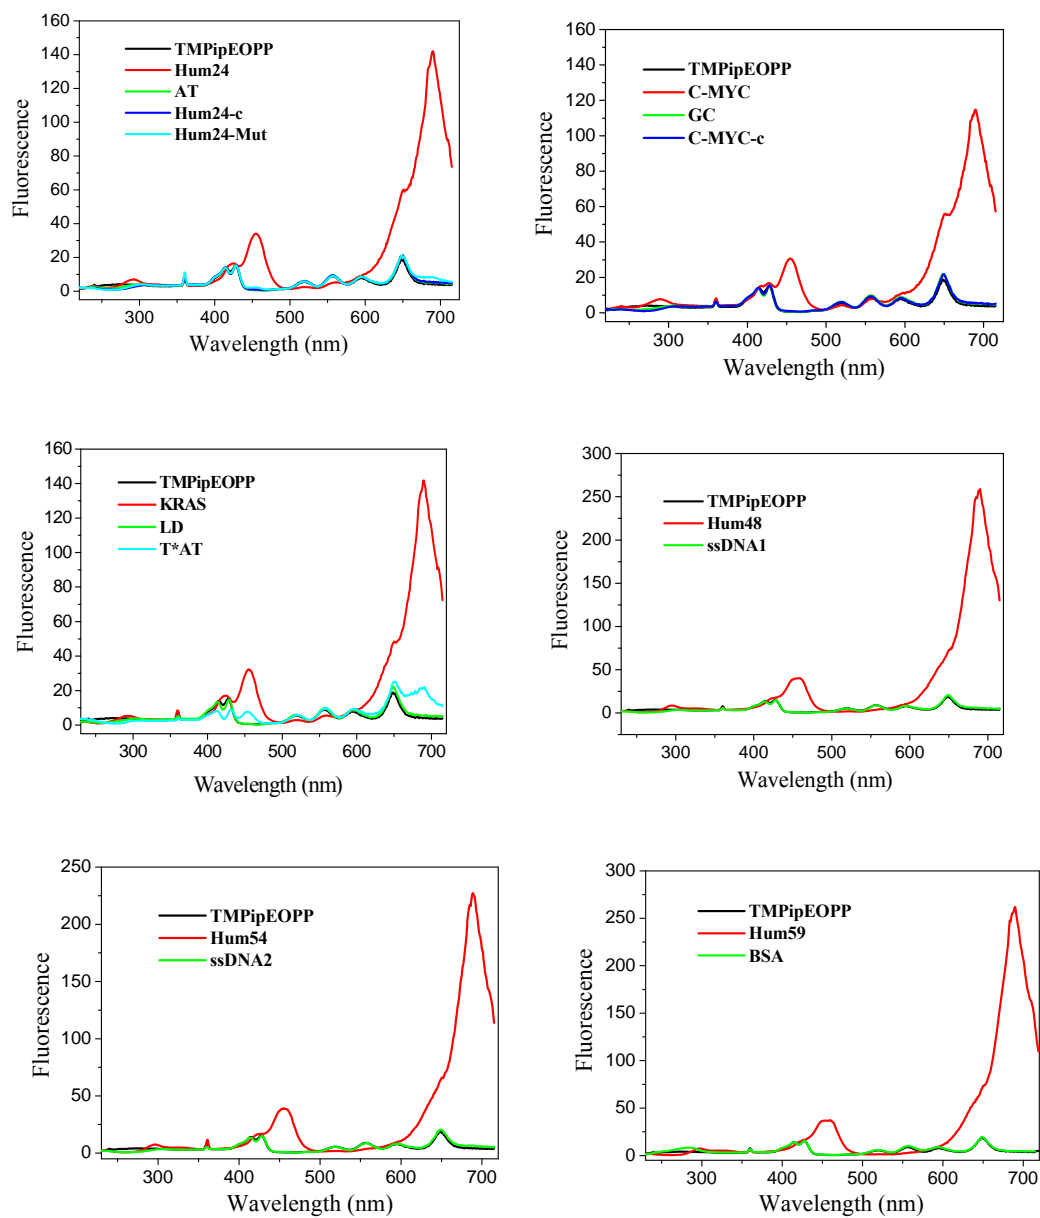 160
140
120
100
80
60
40
20
0
Fluorescence
TMPipEOPP
Hum24
AT
Hum24-c
Hum24-Mut
300 400 500 600 700
Wavelength (nm)
160
140
120
100
80
60
40
20
0
Fluorescence
TMPipEOPP
C-MYC
GC
C-MYC-c
300 400 500 600 700
Wavelength (nm)
160
140
120
100
80
60
40
20
0
Fluorescence
TMPipEOPP
KRAS
LD
T*AT
300 400 500 600 700
Wavelength (nm)
300
250
200
150
100
50
0
Fluorescence
TMPipEOPP
Hum48
ssDNA1
300 400 500 600 700
Wavelength (nm)
250
200
150
100
50
0
Fluorescence
TMPipEOPP
Hum54
ssDNA2
300 400 500 600 700
Wavelength (nm)
300
250
200
150
100
50
0
Fluorescence
TMPipEOPP
Hum59
BSA
300 400 500 600 700
Wavelength (nm)